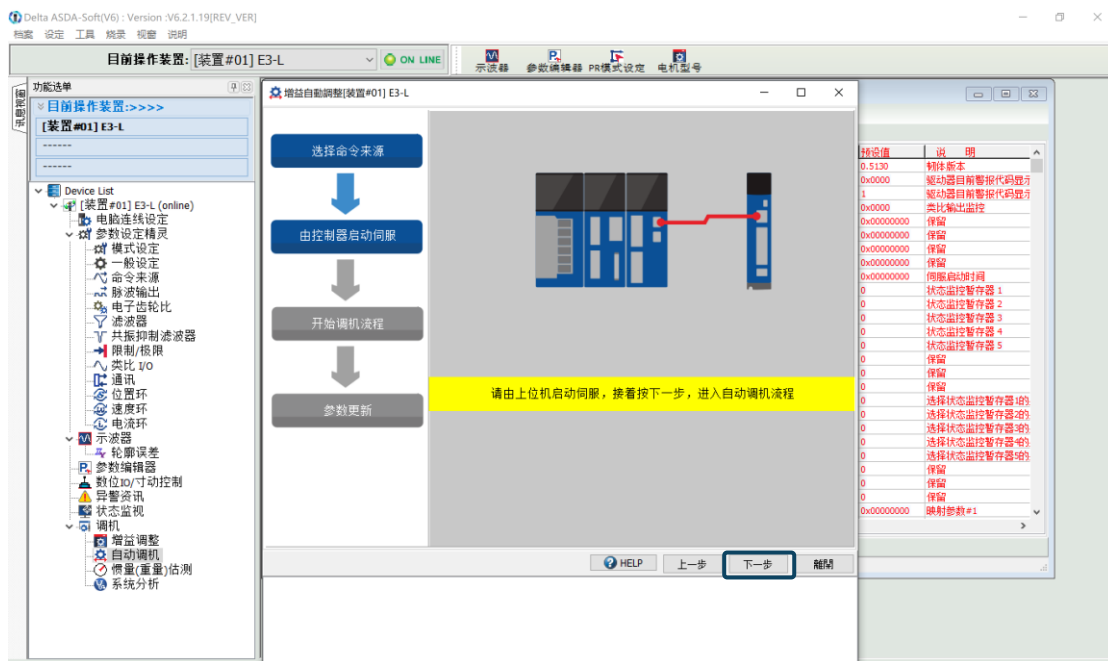 Delta ASDA-Soft(V6) : Version :V6.2.1.19[REV_VER]
档案 设定 工具 烧录 视窗 说明
目前操作装置: [装置#01] E3-L ON LINE 示波器 参数编辑器 PR模式设定 电机型号
讯息视窗
功能选单
目前操作装置:>>>>
[装置#01] E3-L
------
------
Device List
[装置#01] E3-L (online)
电脑连线设定
参数设定精灵
模式设定
一般设定
命令来源
脉波输出
电子齿轮比
滤波器
共振抑制滤波器
限制/极限
类比 I/O
通讯
位置环
速度环
电流环
示波器
轮廓误差
参数编辑器
数位IO/寸动控制
异警资讯
状态监视
调机
增益调整
自动调机
惯量(重量)估测
系统分析
增益自動調整[装置#01] E3-L
选择命令来源
由控制器启动伺服
开始调机流程
参数更新
请由上位机启动伺服，接着按下一步，进入自动调机流程
HELP 上一步 下一步 離開
预设值 说 明
0.5130 韧体版本
0x0000 驱动器目前警报代码显示
1 驱动器目前警报代码显示
0x0000 类比输出监控
0x00000000 保留
0x00000000 保留
0x00000000 保留
0x00000000 保留
0x00000000 伺服启动时间
0 状态监控暂存器 1
0 状态监控暂存器 2
0 状态监控暂存器 3
0 状态监控暂存器 4
0 状态监控暂存器 5
0 保留
0 保留
0 保留
0 选择状态监控暂存器1的
0 选择状态监控暂存器2的
0 选择状态监控暂存器3的
0 选择状态监控暂存器4的
0 选择状态监控暂存器5的
0 保留
0 保留
0 保留
0x00000000 映射参数#1